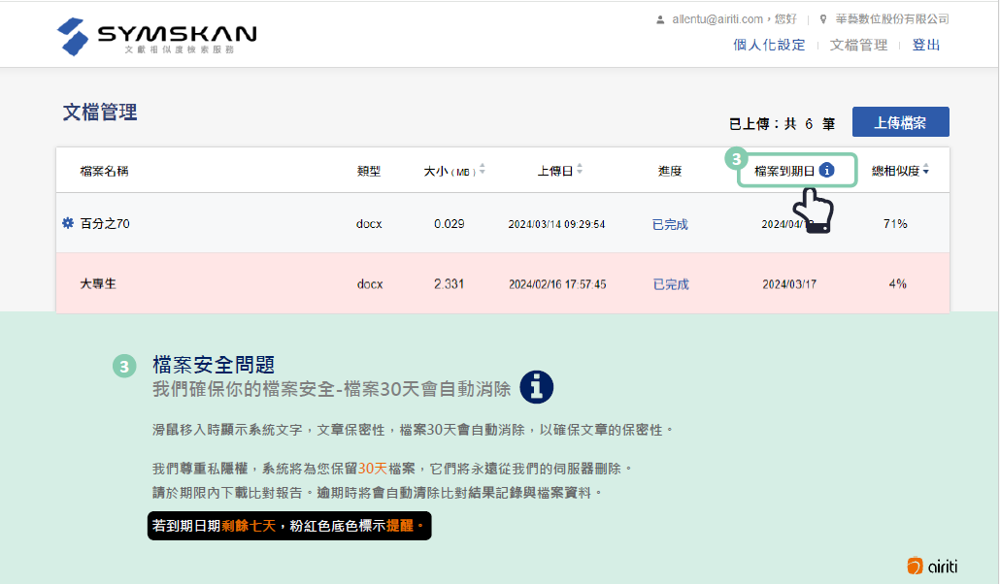 allentu@airiti.com，您好 | 華藝數位股份有限公司
SYMSKAN
文獻相似度檢索服務
個人化設定 | 文檔管理 | 登出
文檔管理
已上傳：共 6 筆 上傳檔案
檔案名稱 類型 大小 ( MB ) 上傳日 進度 3 檔案到期日 i 總相似度
百分之70 docx 0.029 2024/03/14 09:29:54 已完成 2024/04/ 71%
大專生 docx 2.331 2024/02/16 17:57:45 已完成 2024/03/17 4%
3 檔案安全問題
我們確保你的檔案安全-檔案30天會自動消除 i
滑鼠移入時顯示系統文字，文章保密性，檔案30天會自動消除，以確保文章的保密性。
我們尊重私隱權，系統將為您保留30天檔案，它們將永遠從我們的伺服器刪除。
請於期限內下載比對報告。逾期時將會自動清除比對結果記錄與檔案資料。
若到期日期剩餘七天，粉紅色底色標示提醒。
airiti